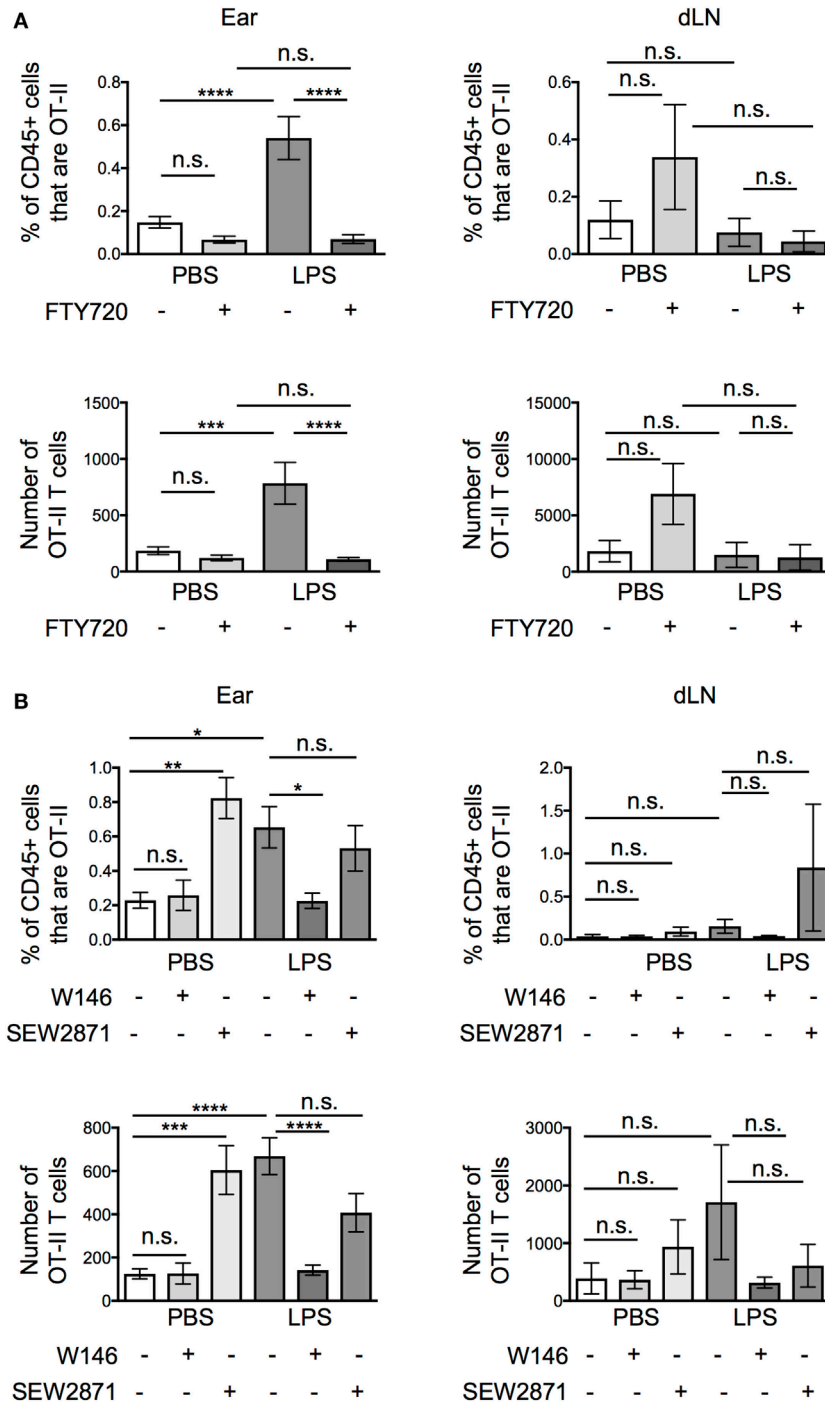 A
Ear
dLN
% of CD45+ cells
that are OT-II
0.8
0.6
0.4
0.2
0.0
n.s.
****
****
n.s.
PBS
LPS
FTY720 - + - +
% of CD45+ cells
that are OT-II
0.6
0.4
0.2
0.0
n.s.
n.s.
n.s.
n.s.
PBS
LPS
FTY720 - + - +
Number of
OT-II T cells
1500
1000
500
0
n.s.
***
****
n.s.
PBS
LPS
FTY720 - + - +
Number of
OT-II T cells
15000
10000
5000
0
n.s.
n.s.
n.s.
n.s.
PBS
LPS
FTY720 - + - +
B
Ear
dLN
% of CD45+ cells
that are OT-II
1.0
0.8
0.6
0.4
0.2
0.0
*
n.s.
**
*
n.s.
PBS
LPS
W146 - + - - + -
SEW2871 - - + - - +
% of CD45+ cells
that are OT-II
2.0
1.5
1.0
0.5
0.0
n.s.
n.s.
n.s.
n.s.
n.s.
PBS
LPS
W146 - + - - + -
SEW2871 - - + - - +
Number of
OT-II T cells
800
600
400
200
0
****
n.s.
***
****
n.s.
PBS
LPS
W146 - + - - + -
SEW2871 - - + - - +
Number of
OT-II T cells
3000
2000
1000
0
n.s.
n.s.
n.s.
n.s.
n.s.
PBS
LPS
W146 - + - - + -
SEW2871 - - + - - +